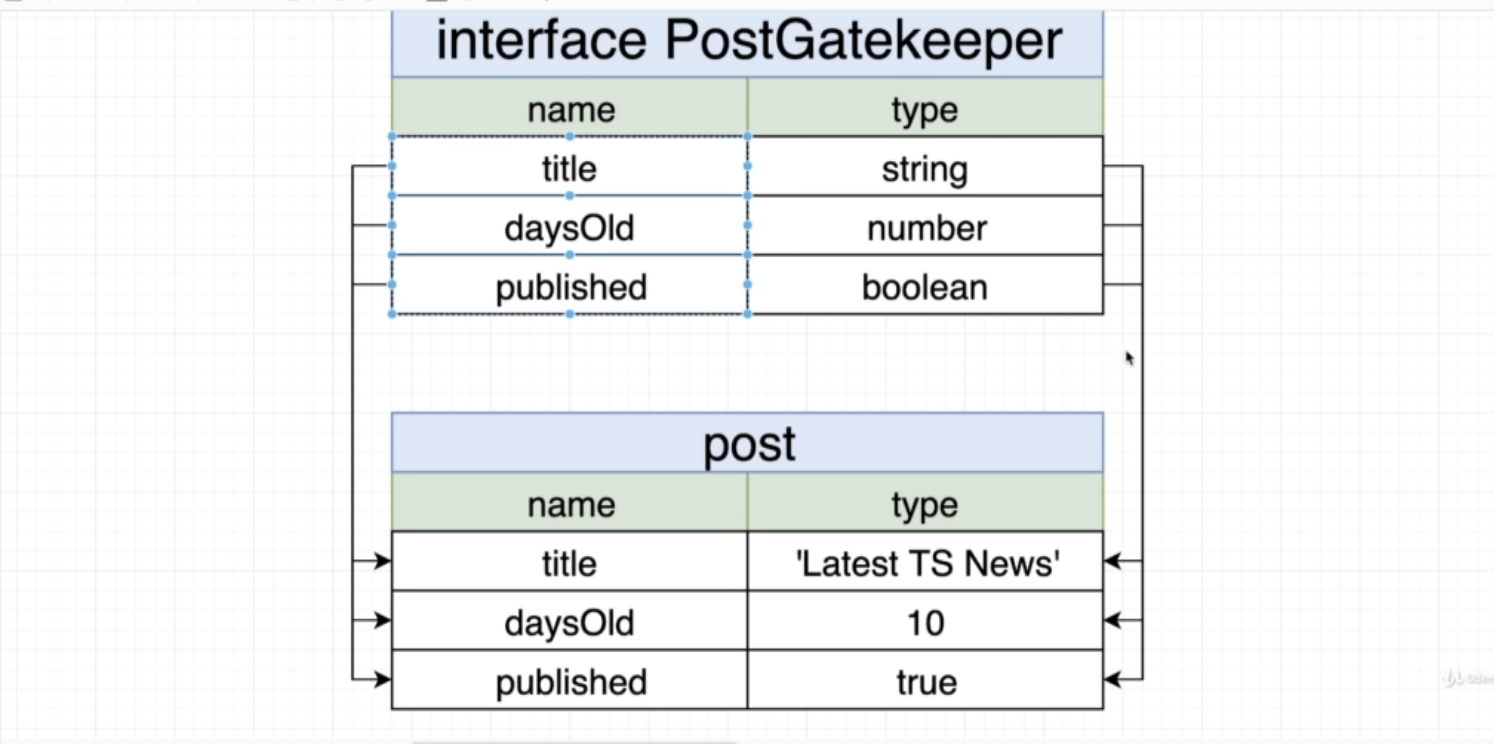 interface PostGatekeeper
name type
title string
daysOld number
published boolean
post
name type
title 'Latest TS News'
daysOld 10
published true